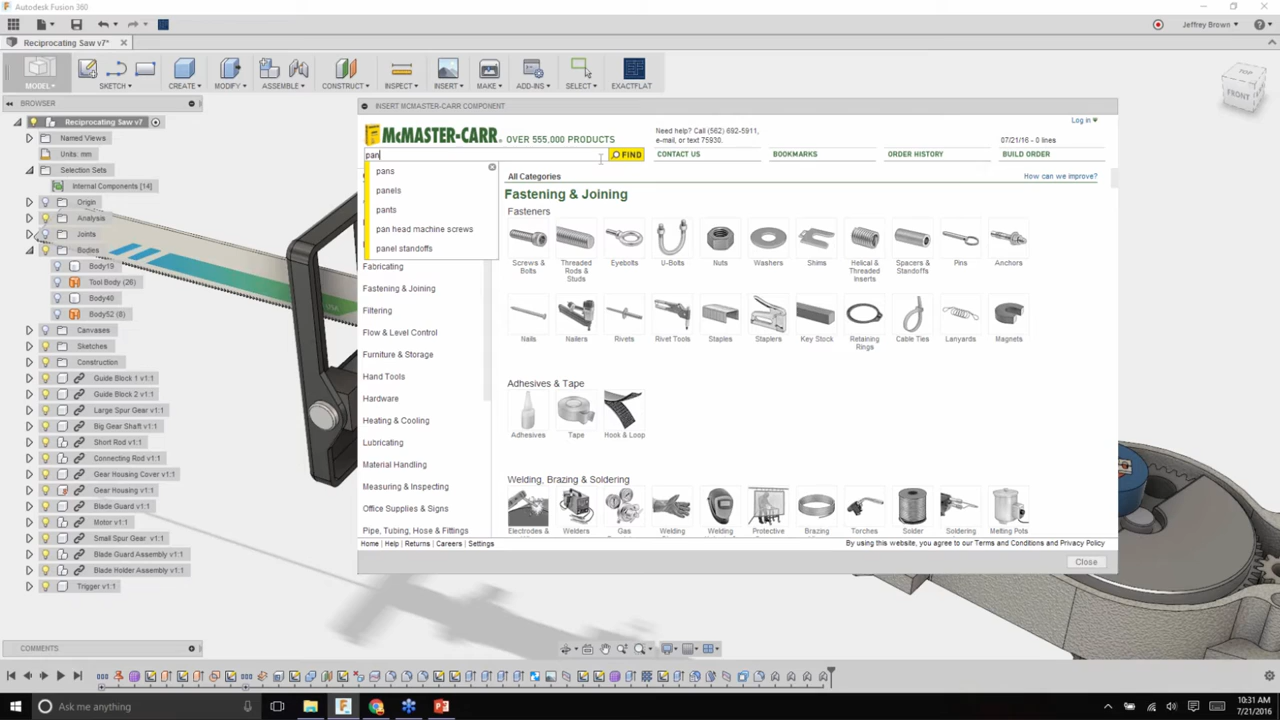 Autodesk Fusion 360
Jeffrey Brown
Reciprocating Saw v7*
MODEL
SKETCH
CREATE
MODIFY
ASSEMBLE
CONSTRUCT
INSPECT
INSERT
MAKE
ADD-INS
SELECT
EXACTFLAT
TOP
FRONT
BROWSER
Reciprocating Saw v7
Named Views
Units: mm
Selection Sets
Internal Components [14]
Origin
Analysis
Joints
Bodies
Body19
Tool Body (26)
Body40
Body52 (8)
Canvases
Sketches
Construction
Guide Block 1 v1:1
Guide Block 2 v1:1
Large Spur Gear v1:1
Big Gear Shaft v1:1
Short Rod v1:1
Connecting Rod v1:1
Gear Housing Cover v1:1
Gear Housing v1:1
Blade Guard v1:1
Motor v1:1
Small Spur Gear v1:1
Blade Guard Assembly v1:1
Blade Holder Assembly v1:1
Trigger v1:1
COMMENTS
USA
INSERT MCMASTER-CARR COMPONENT
Log in
McMASTER-CARR
OVER 555,000 PRODUCTS
Need help? Call (562) 692-5911,
e-mail, or text 75930.
07/21/16 - 0 lines
pan
FIND
CONTACT US
BOOKMARKS
ORDER HISTORY
BUILD ORDER
pans
panels
pants
pan head machine screws
panel standoffs
All Categories
How can we improve?
Fabricating
Fastening & Joining
Filtering
Flow & Level Control
Furniture & Storage
Hand Tools
Hardware
Heating & Cooling
Lubricating
Material Handling
Measuring & Inspecting
Office Supplies & Signs
Pipe, Tubing, Hose & Fittings
Fastening & Joining
Fasteners
Screws & Bolts
Threaded Rods & Studs
Eyebolts
U-Bolts
Nuts
Washers
Shims
Helical & Threaded Inserts
Spacers & Standoffs
Pins
Anchors
Nails
Nailers
Rivets
Rivet Tools
Staples
Staplers
Key Stock
Retaining Rings
Cable Ties
Lanyards
Magnets
Adhesives & Tape
Adhesives
Tape
Hook & Loop
Welding, Brazing & Soldering
Electrodes &
Welders
Gas
Welding
Welding
Protective
Brazing
Torches
Solder
Soldering
Melting Pots
Home | Help | Returns | Careers | Settings
By using this website, you agree to our Terms and Conditions and Privacy Policy
Close
Ask me anything
10:31 AM
7/21/2016